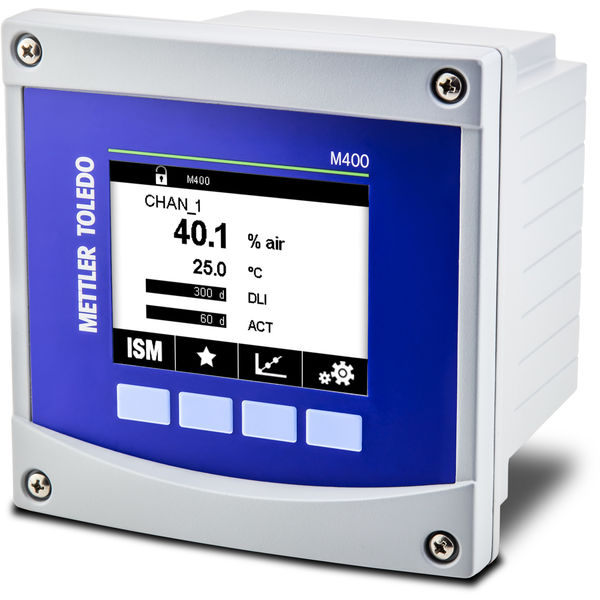 METTLER TOLEDO
M400
M400
CHAN_1
40.1 % air
25.0 °C
300 d DLI
60 d ACT
ISM